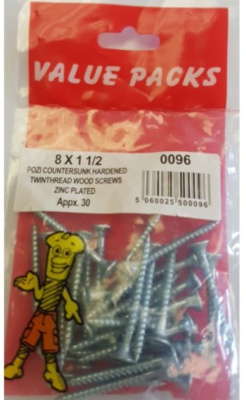 VALUE PACKS
8 X 1 1/2
POZI COUNTERSUNK HARDENED
TWINTHREAD WOOD SCREWS
ZINC PLATED
Appx. 30
0096
5 060025 500096